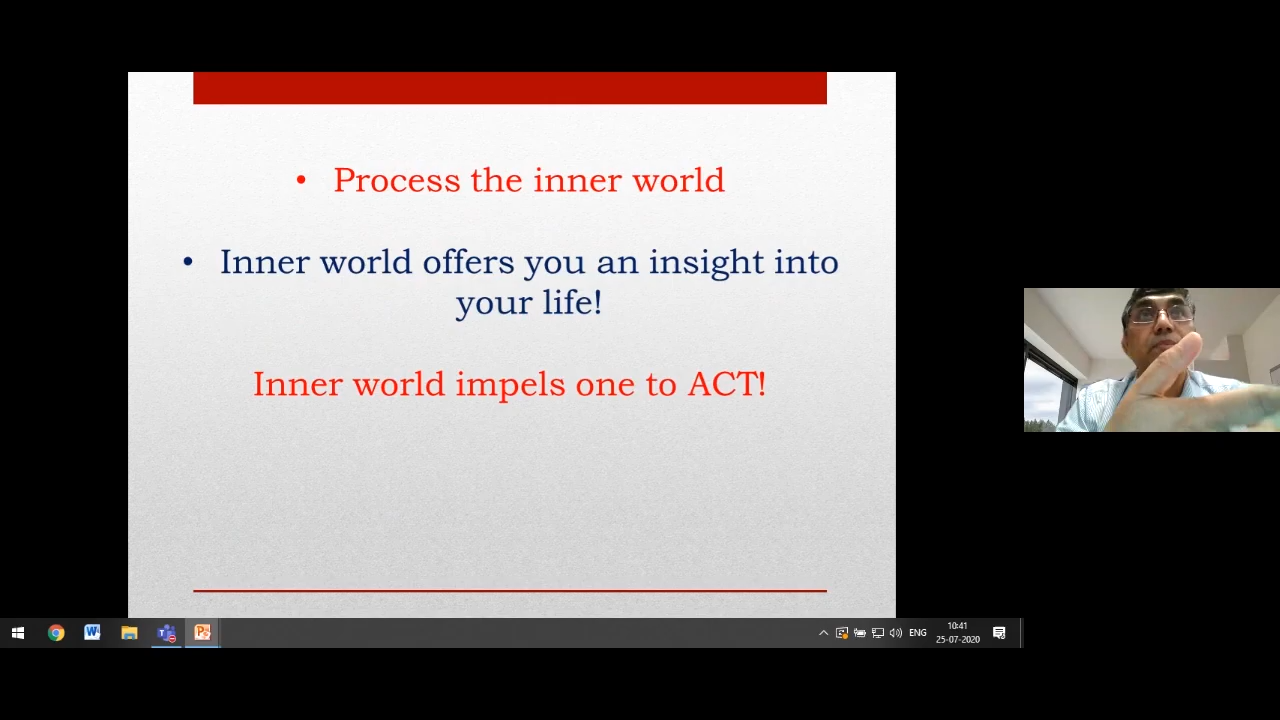 • Process the inner world
• Inner world offers you an insight into
your life!
Inner world impels one to ACT!
ENG
10:41
25-07-2020